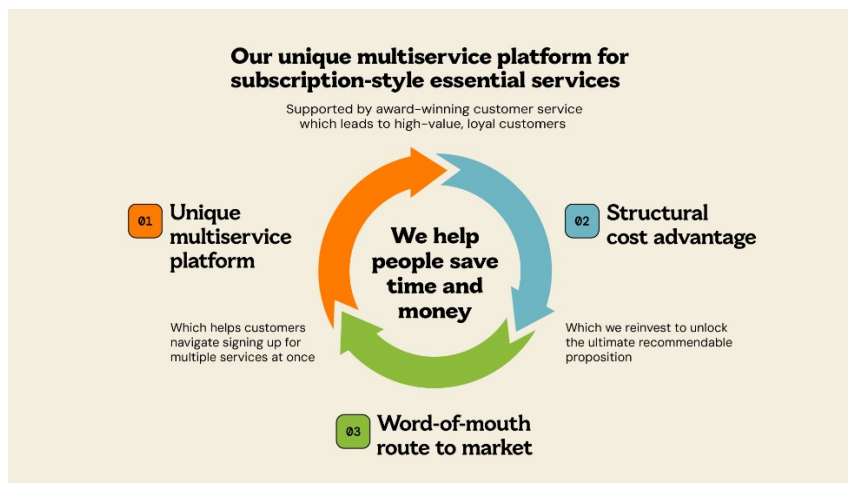 Our unique multiservice platform for
subscription-style essential services
Supported by award-winning customer service
which leads to high-value, loyal customers
01
Unique
multiservice
platform
02
Structural
cost advantage
We help
people save
time and
money
Which helps customers
navigate signing up for
multiple services at once
Which we reinvest to unlock
the ultimate recommendable
proposition
03
Word-of-mouth
route to market